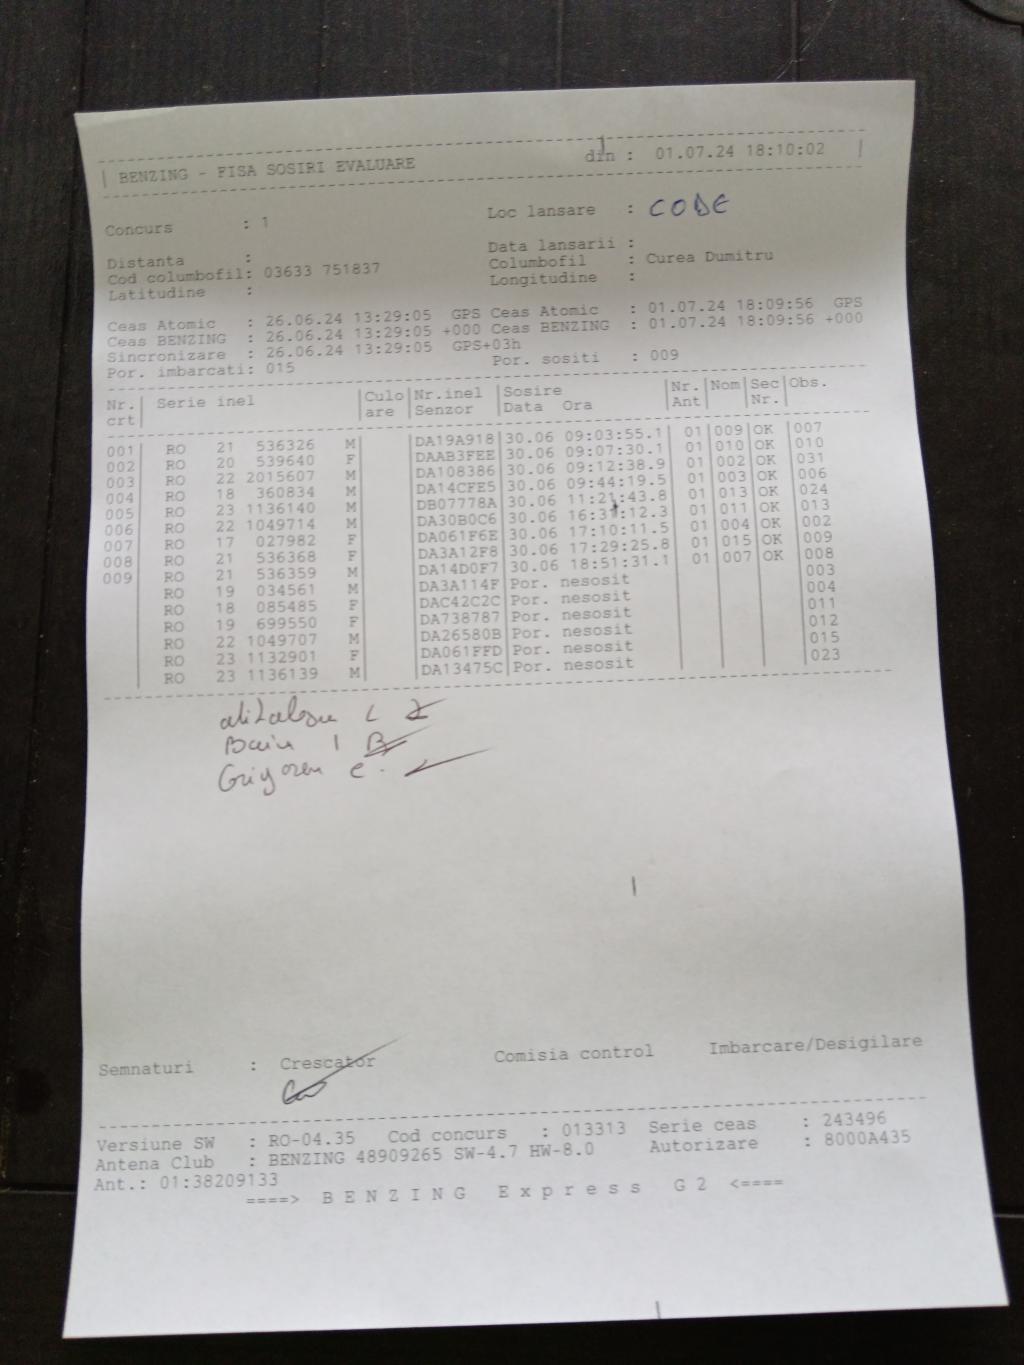 BENZING - FISA SOSIRI EVALUARE din : 01.07.24 18:10:02
Concurs : 1 Loc lansare : CODE
Distanta : Data lansarii :
Cod columbofil: 03633 751837 Columbofil : Curea Dumitru
Latitudine : Longitudine :
Ceas Atomic : 26.06.24 13:29:05 GPS Ceas Atomic : 01.07.24 18:09:56 GPS
Ceas BENZING : 26.06.24 13:29:05 +000 Ceas BENZING : 01.07.24 18:09:56 +000
Sincronizare : 26.06.24 13:29:05 GPS+03h
Por. imbarcati: 015 Por. sositi : 009
Nr. Serie inel Culo Nr.inel Sosire Nr. Nom Sec Obs.
crt are Senzor Data Ora Ant Nr.
001 RO 21 536326 M DA19A918 30.06 09:03:55.1 01 009 OK 007
002 RO 20 539640 F DAAB3FEE 30.06 09:07:30.1 01 010 OK 010
003 RO 22 2015607 M DA108386 30.06 09:12:38.9 01 002 OK 031
004 RO 18 360834 M DA14CFE5 30.06 09:44:19.5 01 003 OK 006
005 RO 23 1136140 M DB07778A 30.06 11:21:43.8 01 013 OK 024
006 RO 22 1049714 M DA30B0C6 30.06 16:31:12.3 01 011 OK 013
007 RO 17 027982 F DA061F6E 30.06 17:10:11.5 01 004 OK 002
008 RO 21 536368 F DA3A12F8 30.06 17:29:25.8 01 015 OK 009
009 RO 21 536359 M DA14D0F7 30.06 18:51:31.1 01 007 OK 008
RO 19 034561 M DA3A114F Por. nesosit 003
RO 18 085485 F DAC42C2C Por. nesosit 004
RO 19 699550 F DA738787 Por. nesosit 011
RO 22 1049707 M DA26580B Por. nesosit 012
RO 23 1132901 F DA061FFD Por. nesosit 015
RO 23 1136139 M DA13475C Por. nesosit 023
Semnaturi : Crescator Comisia control Imbarcare/Desigilare
Versiune SW : RO-04.35 Cod concurs : 013313 Serie ceas : 243496
Antena Club : BENZING 48909265 SW-4.7 HW-8.0 Autorizare : 8000A435
Ant.: 01:38209133
====> B E N Z I N G E x p r e s s G 2 <====